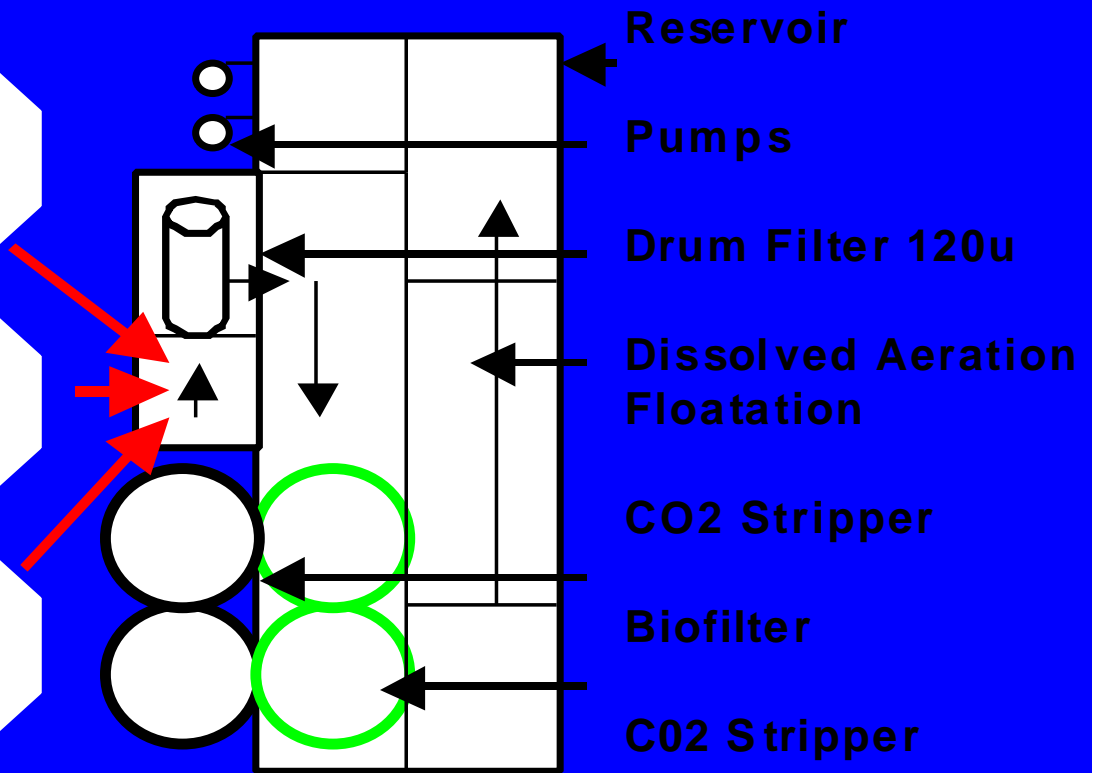 Reservoir
Pumps
Drum Filter 120u
Dissolved Aeration
Floatation
CO2 Stripper
Biofilter
C02 Stripper